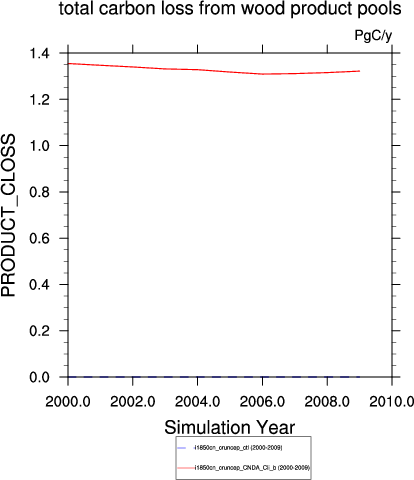 total carbon loss from wood product pools
PgC/y
1.4
1.2
1.0
0.8
0.6
0.4
0.2
0.0
PRODUCT_CLOSS
2000.0 2002.0 2004.0 2006.0 2008.0 2010.0
Simulation Year
i1850cn_cruncep_ctl (2000-2009)
i1850cn_cruncep_CNDA_Cli_b (2000-2009)